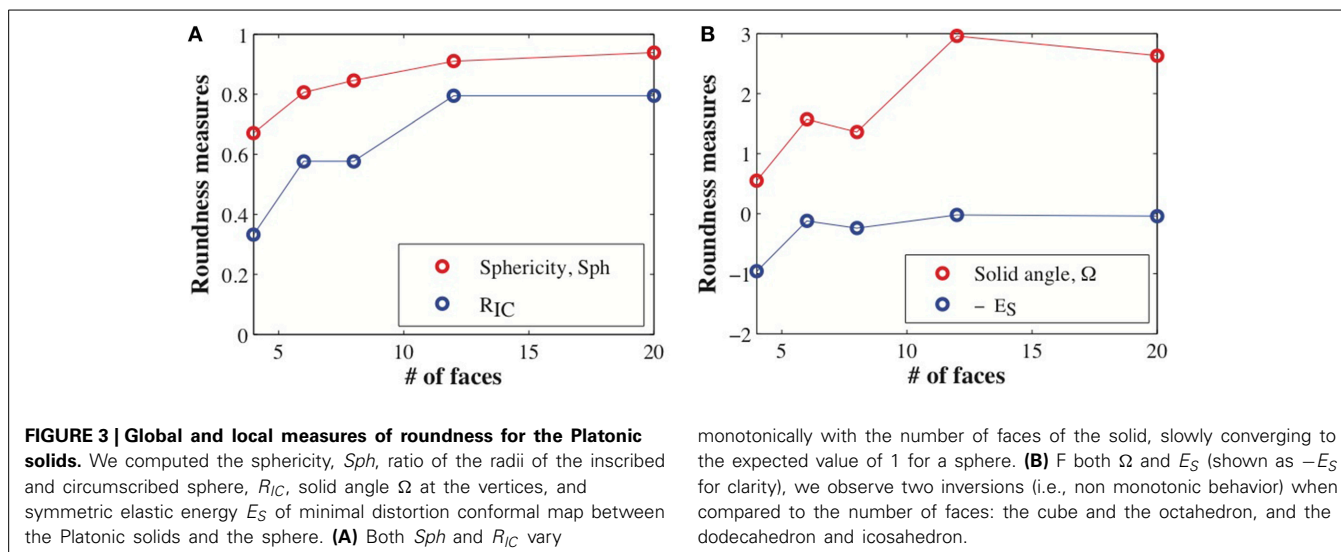 A
1
0.8
0.6
0.4
0.2
0
Roundness measures
Sphericity, Sph
R_IC
5
10
15
20
# of faces
B
3
2
1
0
−1
−2
Roundness measures
Solid angle, Ω
− E_S
5
10
15
20
# of faces
FIGURE 3 | Global and local measures of roundness for the Platonic
solids. We computed the sphericity, Sph, ratio of the radii of the inscribed
and circumscribed sphere, R_IC, solid angle Ω at the vertices, and
symmetric elastic energy E_S of minimal distortion conformal map between
the Platonic solids and the sphere. (A) Both Sph and R_IC vary
monotonically with the number of faces of the solid, slowly converging to
the expected value of 1 for a sphere. (B) F both Ω and E_S (shown as −E_S
for clarity), we observe two inversions (i.e., non monotonic behavior) when
compared to the number of faces: the cube and the octahedron, and the
dodecahedron and icosahedron.